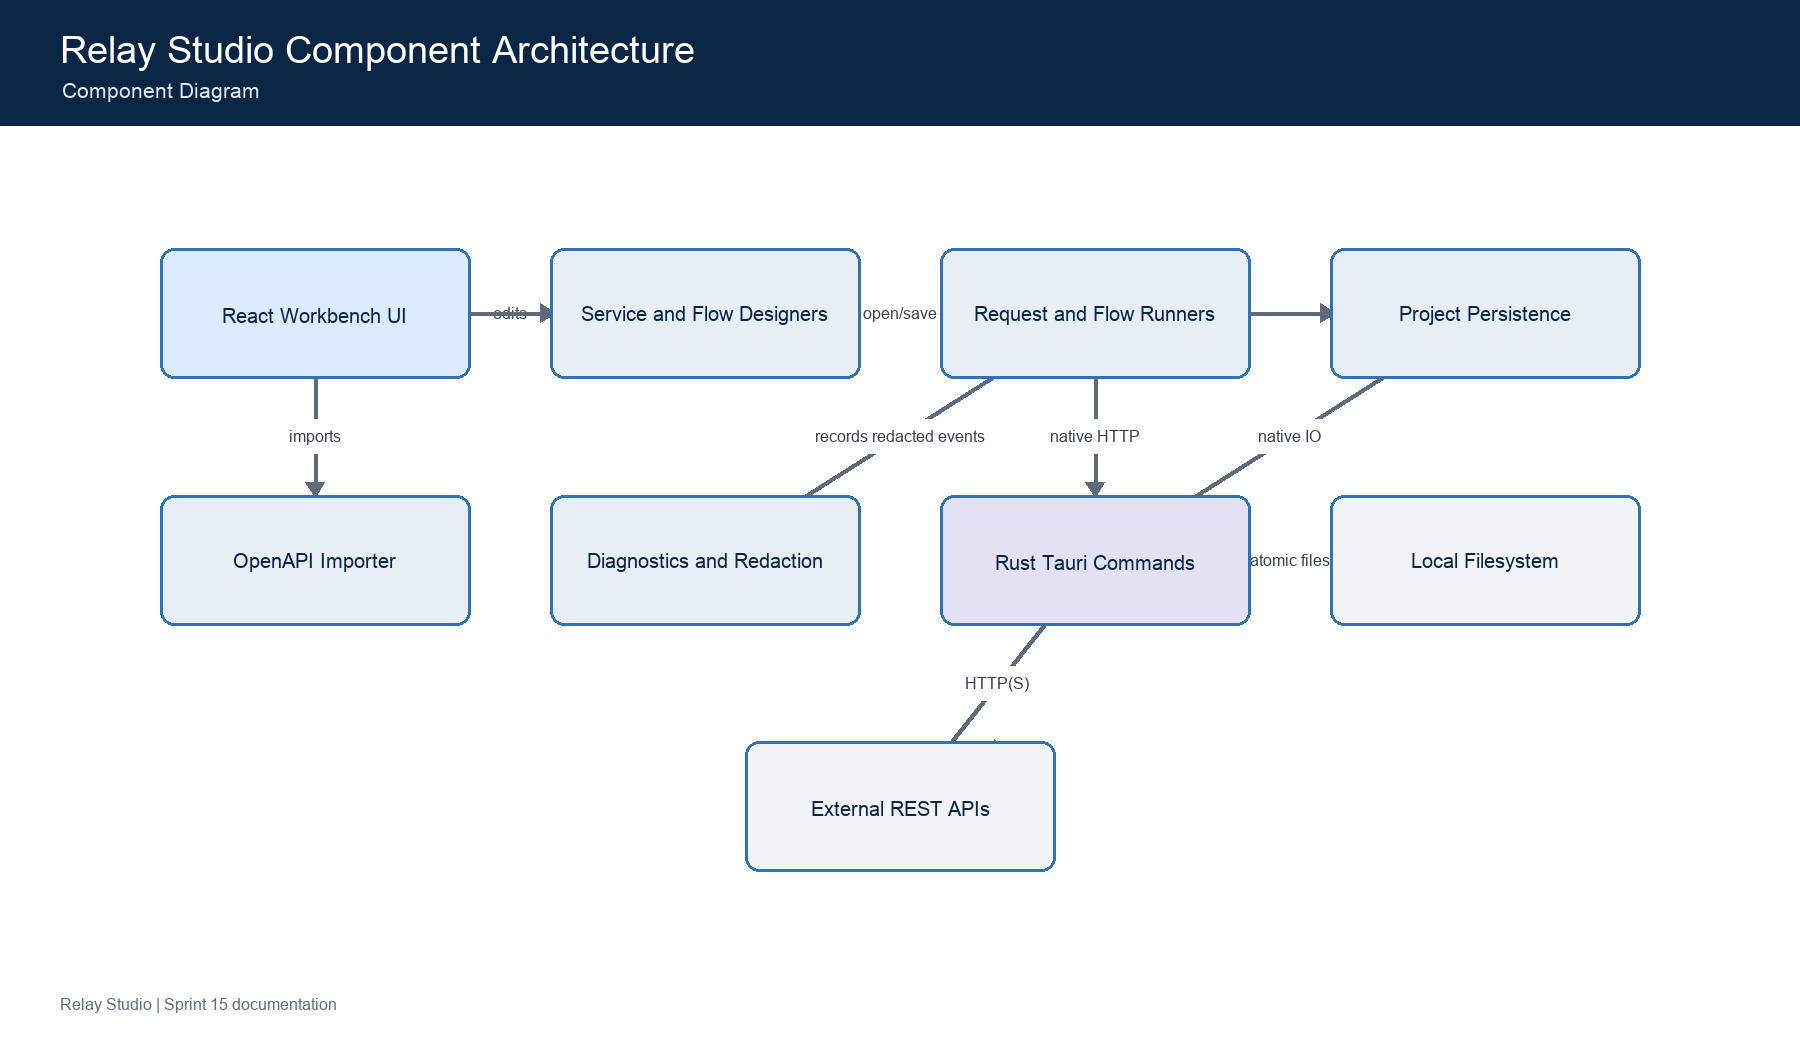 Relay Studio Component Architecture
Component Diagram
React Workbench UI
edits
Service and Flow Designers
open/save
Request and Flow Runners
Project Persistence
imports
records redacted events
native HTTP
native IO
OpenAPI Importer
Diagnostics and Redaction
Rust Tauri Commands
atomic files
Local Filesystem
HTTP(S)
External REST APIs
Relay Studio | Sprint 15 documentation